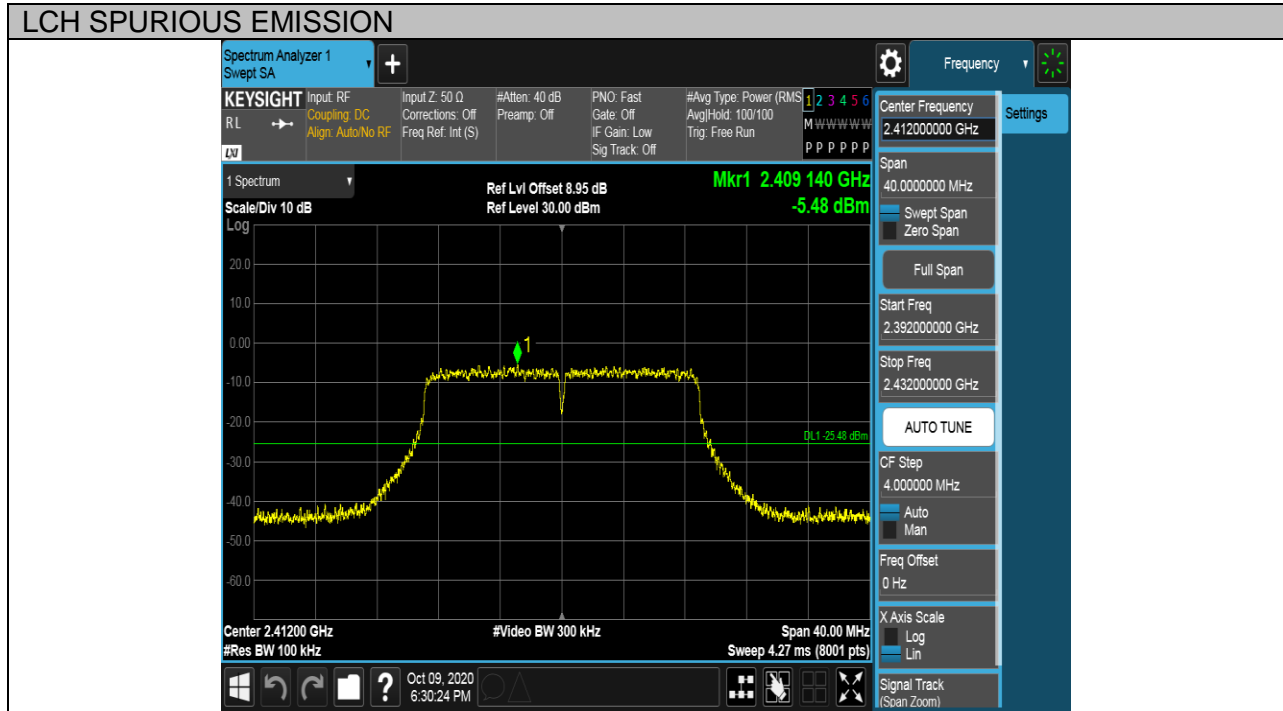 LCH SPURIOUS EMISSION
Spectrum Analyzer 1
Swept SA
+
Frequency
KEYSIGHT
RL
LXI
Input: RF
Coupling: DC
Align: Auto/No RF
Input Z: 50 Ω
Corrections: Off
Freq Ref: Int (S)
#Atten: 40 dB
Preamp: Off
PNO: Fast
Gate: Off
IF Gain: Low
Sig Track: Off
#Avg Type: Power (RMS
Avg|Hold: 100/100
Trig: Free Run
1 2 3 4 5 6
M W W W W W
P P P P P P
1 Spectrum
Scale/Div 10 dB
Ref Lvl Offset 8.95 dB
Ref Level 30.00 dBm
Mkr1 2.409 140 GHz
-5.48 dBm
Log
20.0
10.0
0.00
-10.0
-20.0
-30.0
-40.0
-50.0
-60.0
1
DL1 -25.48 dBm
Center 2.41200 GHz
#Res BW 100 kHz
#Video BW 300 kHz
Span 40.00 MHz
Sweep 4.27 ms (8001 pts)
?
Oct 09, 2020
6:30:24 PM
Center Frequency
2.412000000 GHz
Settings
Span
40.0000000 MHz
Swept Span
Zero Span
Full Span
Start Freq
2.392000000 GHz
Stop Freq
2.432000000 GHz
AUTO TUNE
CF Step
4.000000 MHz
Auto
Man
Freq Offset
0 Hz
X Axis Scale
Log
Lin
Signal Track
(Span Zoom)